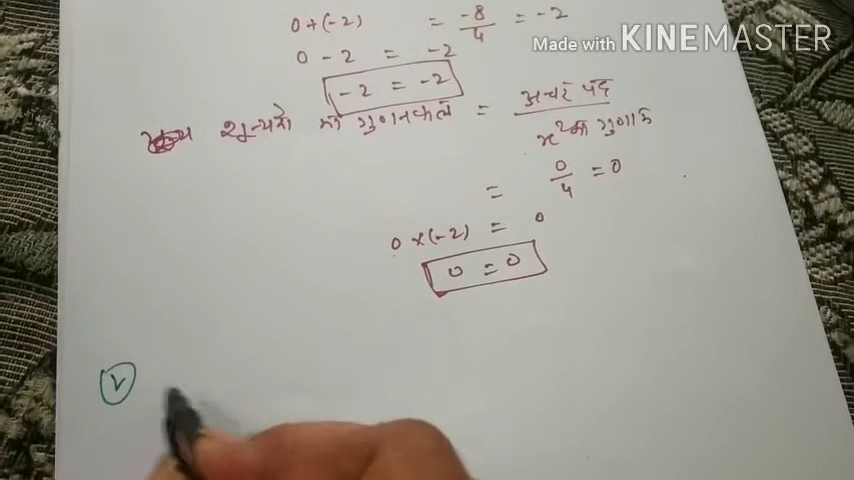 0 + (-2) = -8/4 = -2
Made with KINEMASTER
0 - 2 = -2
-2 = -2
शून्यको का गुणनफल = अचर पद / x² का गुणांक
= 0/4 = 0
0 × (-2) = 0
0 = 0
V